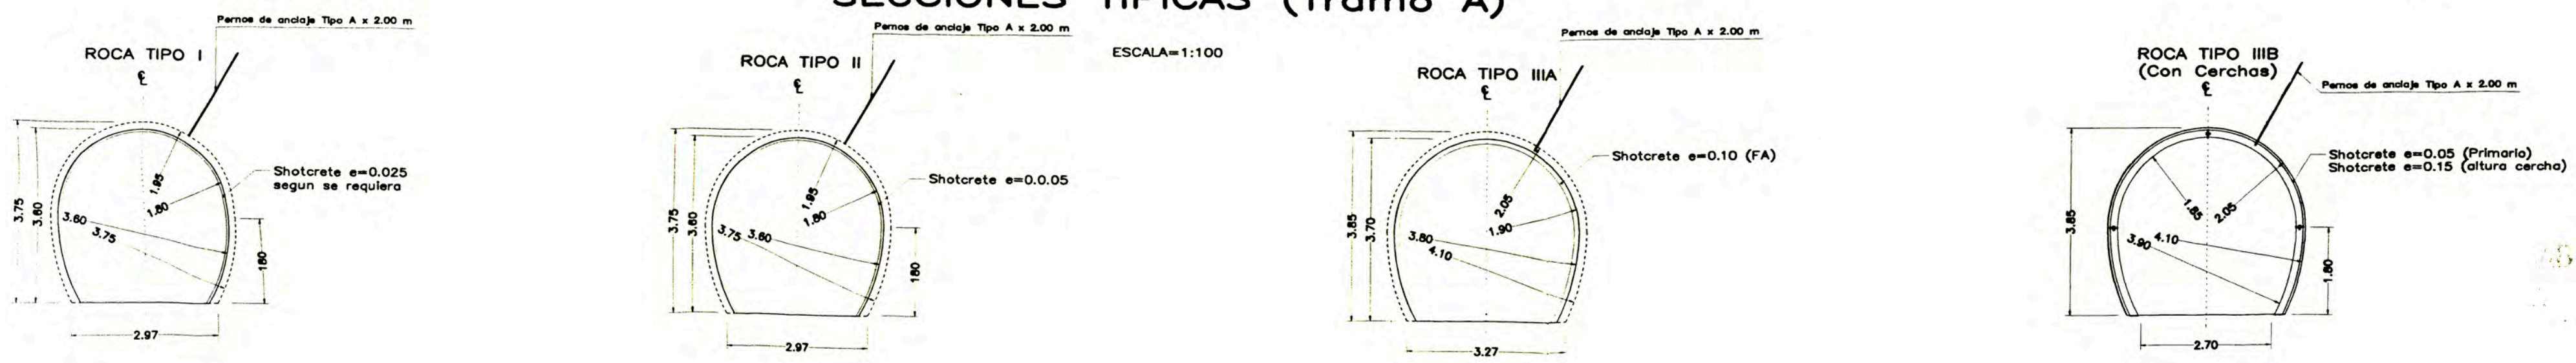 SECCIONES TIPICAS (Tramo A)
ESCALA=1:100
Pernos de anclaje Tipo A x 2.00 m
ROCA TIPO I
℄
Shotcrete e=0.025
segun se requiera
3.75
3.60
1.95
1.80
3.60
3.75
180
2.97
Pernos de anclaje Tipo A x 2.00 m
ROCA TIPO II
℄
Shotcrete e=0.0.05
3.75
3.60
1.95
1.80
3.75
3.60
180
2.97
Pernos de anclaje Tipo A x 2.00 m
ROCA TIPO IIIA
℄
Shotcrete e=0.10 (FA)
3.85
3.70
2.05
1.90
3.80
4.10
3.27
ROCA TIPO IIIB
(Con Cerchas)
℄
Pernos de anclaje Tipo A x 2.00 m
Shotcrete e=0.05 (Primario)
Shotcrete e=0.15 (altura cercha)
3.85
1.85
2.05
3.90
4.10
1.80
2.70